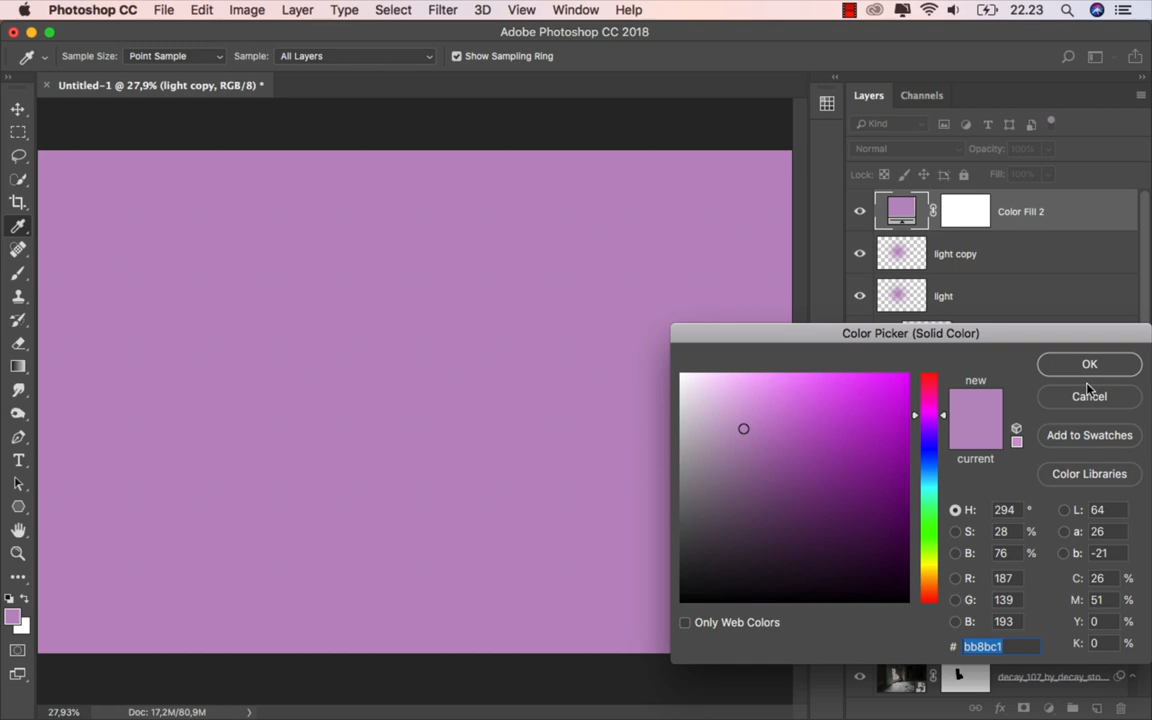 Photoshop CC File Edit Image Layer Type Select Filter 3D View Window Help 22.23
Adobe Photoshop CC 2018
Sample Size: Point Sample Sample: All Layers Show Sampling Ring
Untitled-1 @ 27,9% (light copy, RGB/8) *
Layers Channels
Kind
Normal Opacity: 100%
Lock: Fill: 100%
Color Fill 2
light copy
light
Color Picker (Solid Color)
OK
new
Cancel
Add to Swatches
current
Color Libraries
H: 294 ° L: 64
S: 28 % a: 26
B: 76 % b: -21
R: 187 C: 26 %
G: 139 M: 51 %
B: 193 Y: 0 %
Only Web Colors
# bb8bc1 K: 0 %
decay_107_by_decay_sto...
27,93% Doc: 17,2M/80,9M
fx